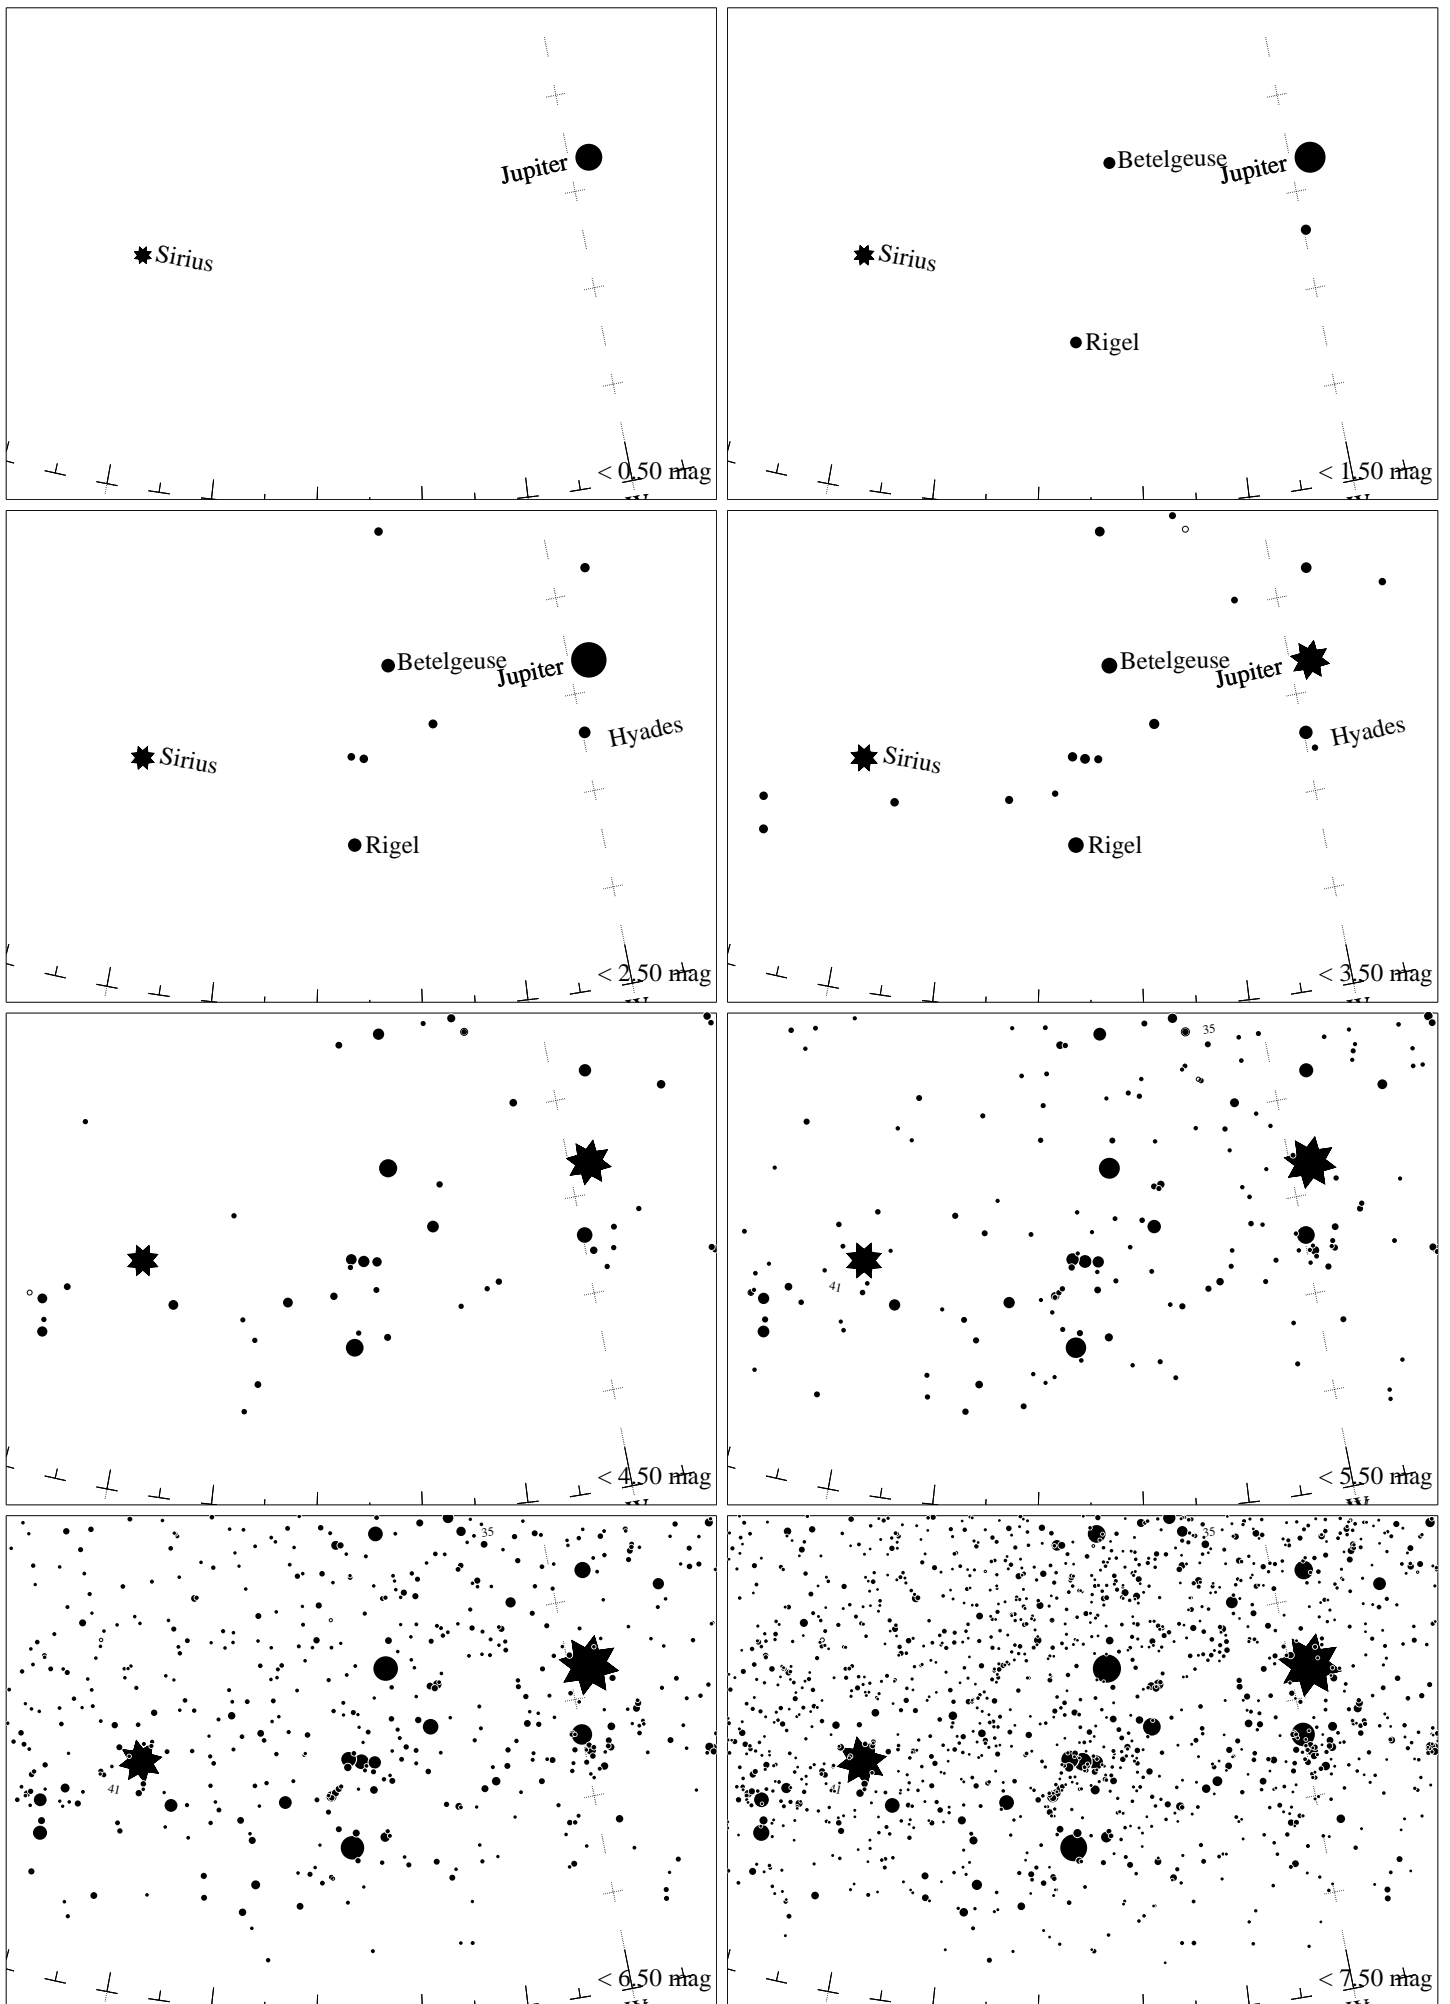 Jupiter
Sirius
< 0.50 mag
Betelgeuse
Jupiter
Sirius
Rigel
< 1.50 mag
Betelgeuse
Jupiter
Hyades
Sirius
Rigel
< 2.50 mag
Betelgeuse
Jupiter
Hyades
Sirius
Rigel
< 3.50 mag
< 4.50 mag
35
41
< 5.50 mag
35
41
< 6.50 mag
35
41
< 7.50 mag